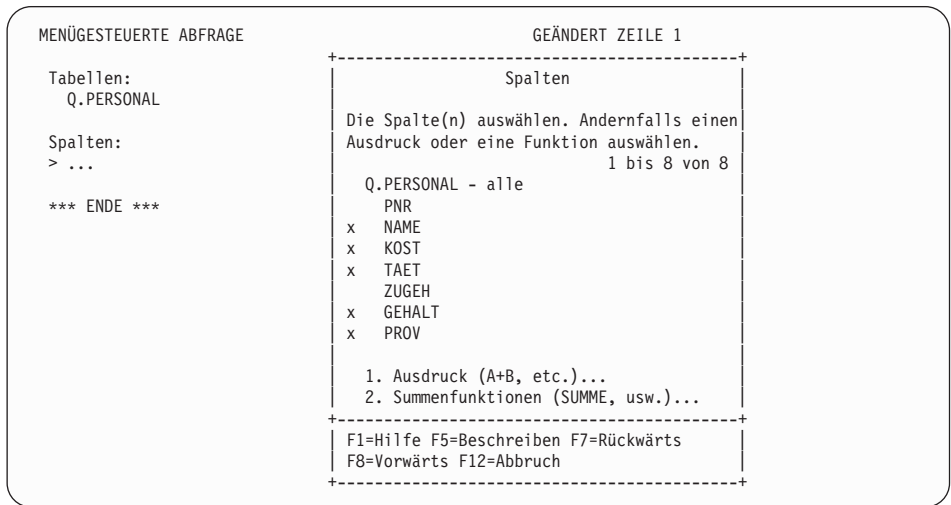 MENÜGESTEUERTE ABFRAGE GEÄNDERT ZEILE 1
Tabellen:
Q.PERSONAL
Spalten:
> ...
*** ENDE ***
Spalten
Die Spalte(n) auswählen. Andernfalls einen
Ausdruck oder eine Funktion auswählen.
1 bis 8 von 8
Q.PERSONAL - alle
PNR
x NAME
x KOST
x TAET
ZUGEH
x GEHALT
x PROV
1. Ausdruck (A+B, etc.)...
2. Summenfunktionen (SUMME, usw.)...
F1=Hilfe F5=Beschreiben F7=Rückwärts
F8=Vorwärts F12=Abbruch